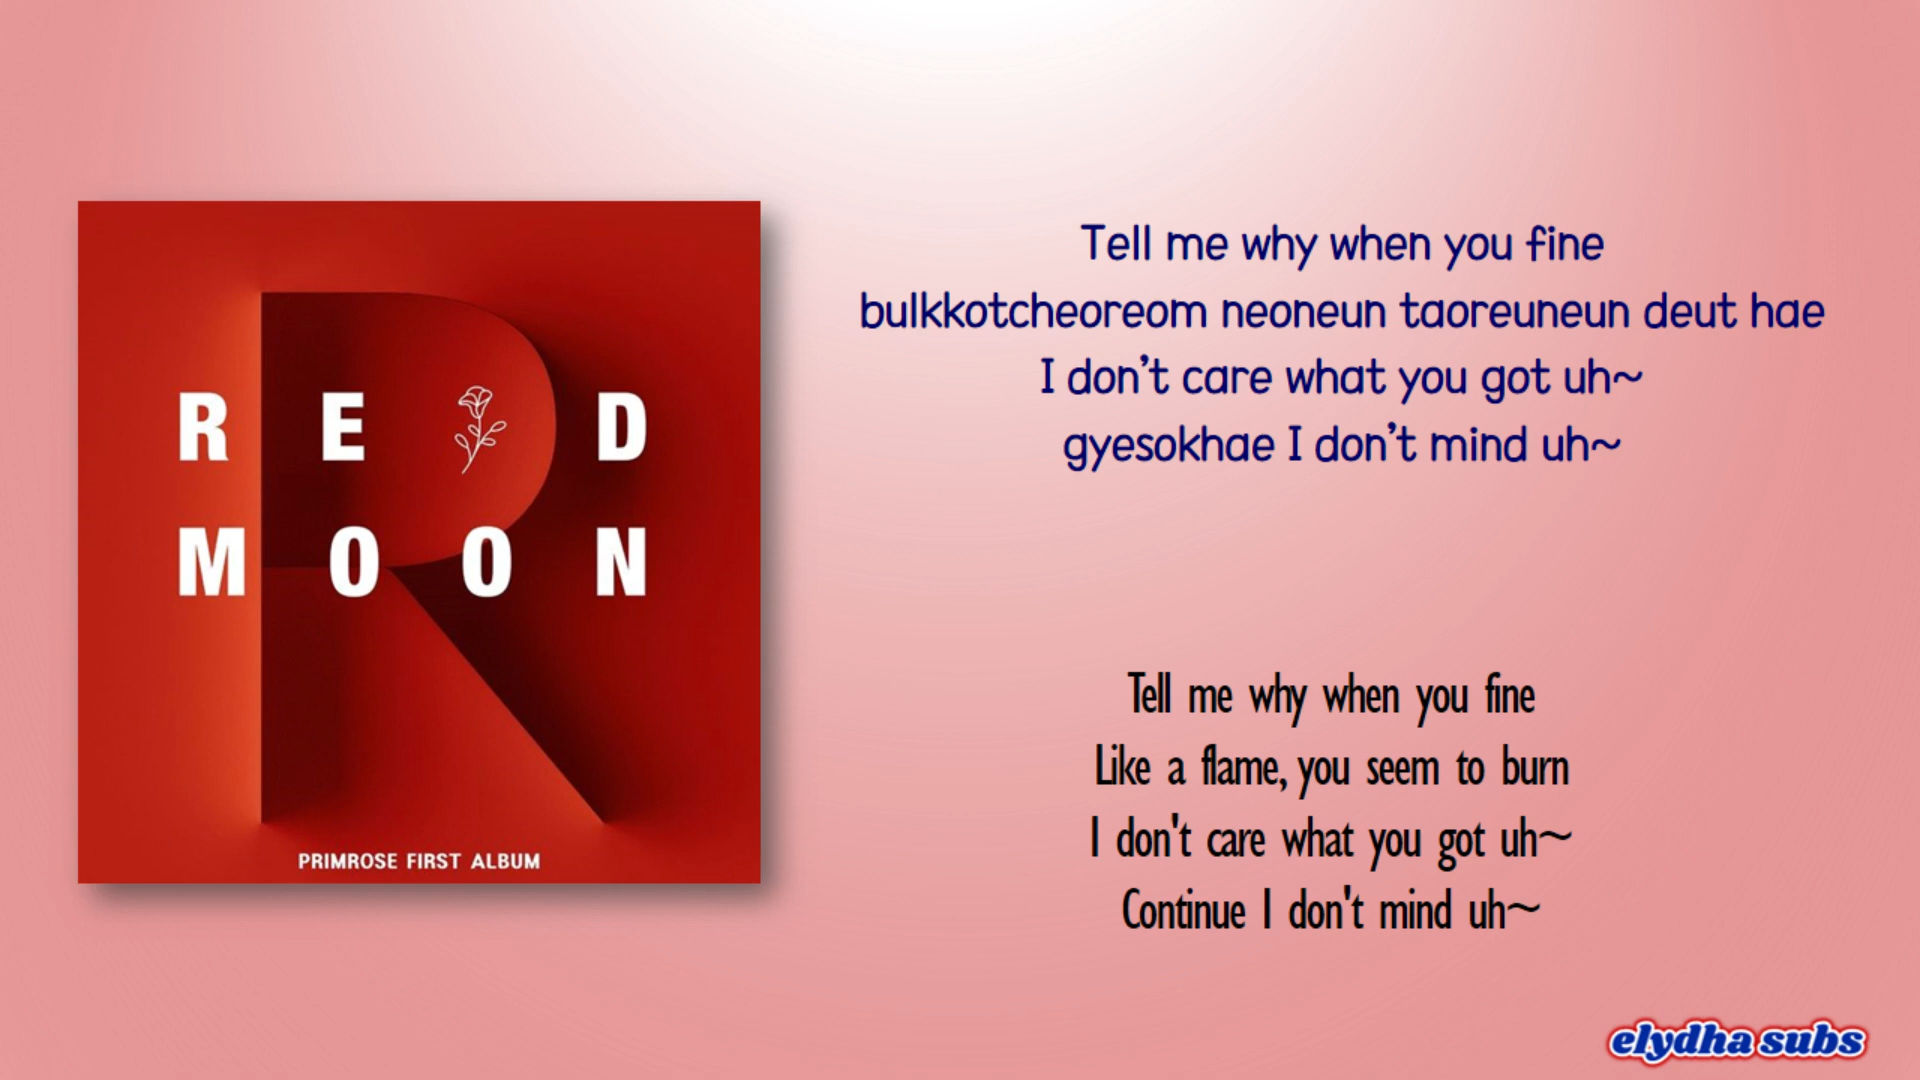 RED
MOON
PRIMROSE FIRST ALBUM
Tell me why when you fine
bulkkotcheoreom neoneun taoreuneun deut hae
I don’t care what you got uh~
gyesokhae I don’t mind uh~
Tell me why when you fine
Like a flame, you seem to burn
I don't care what you got uh~
Continue I don't mind uh~
elydha subs